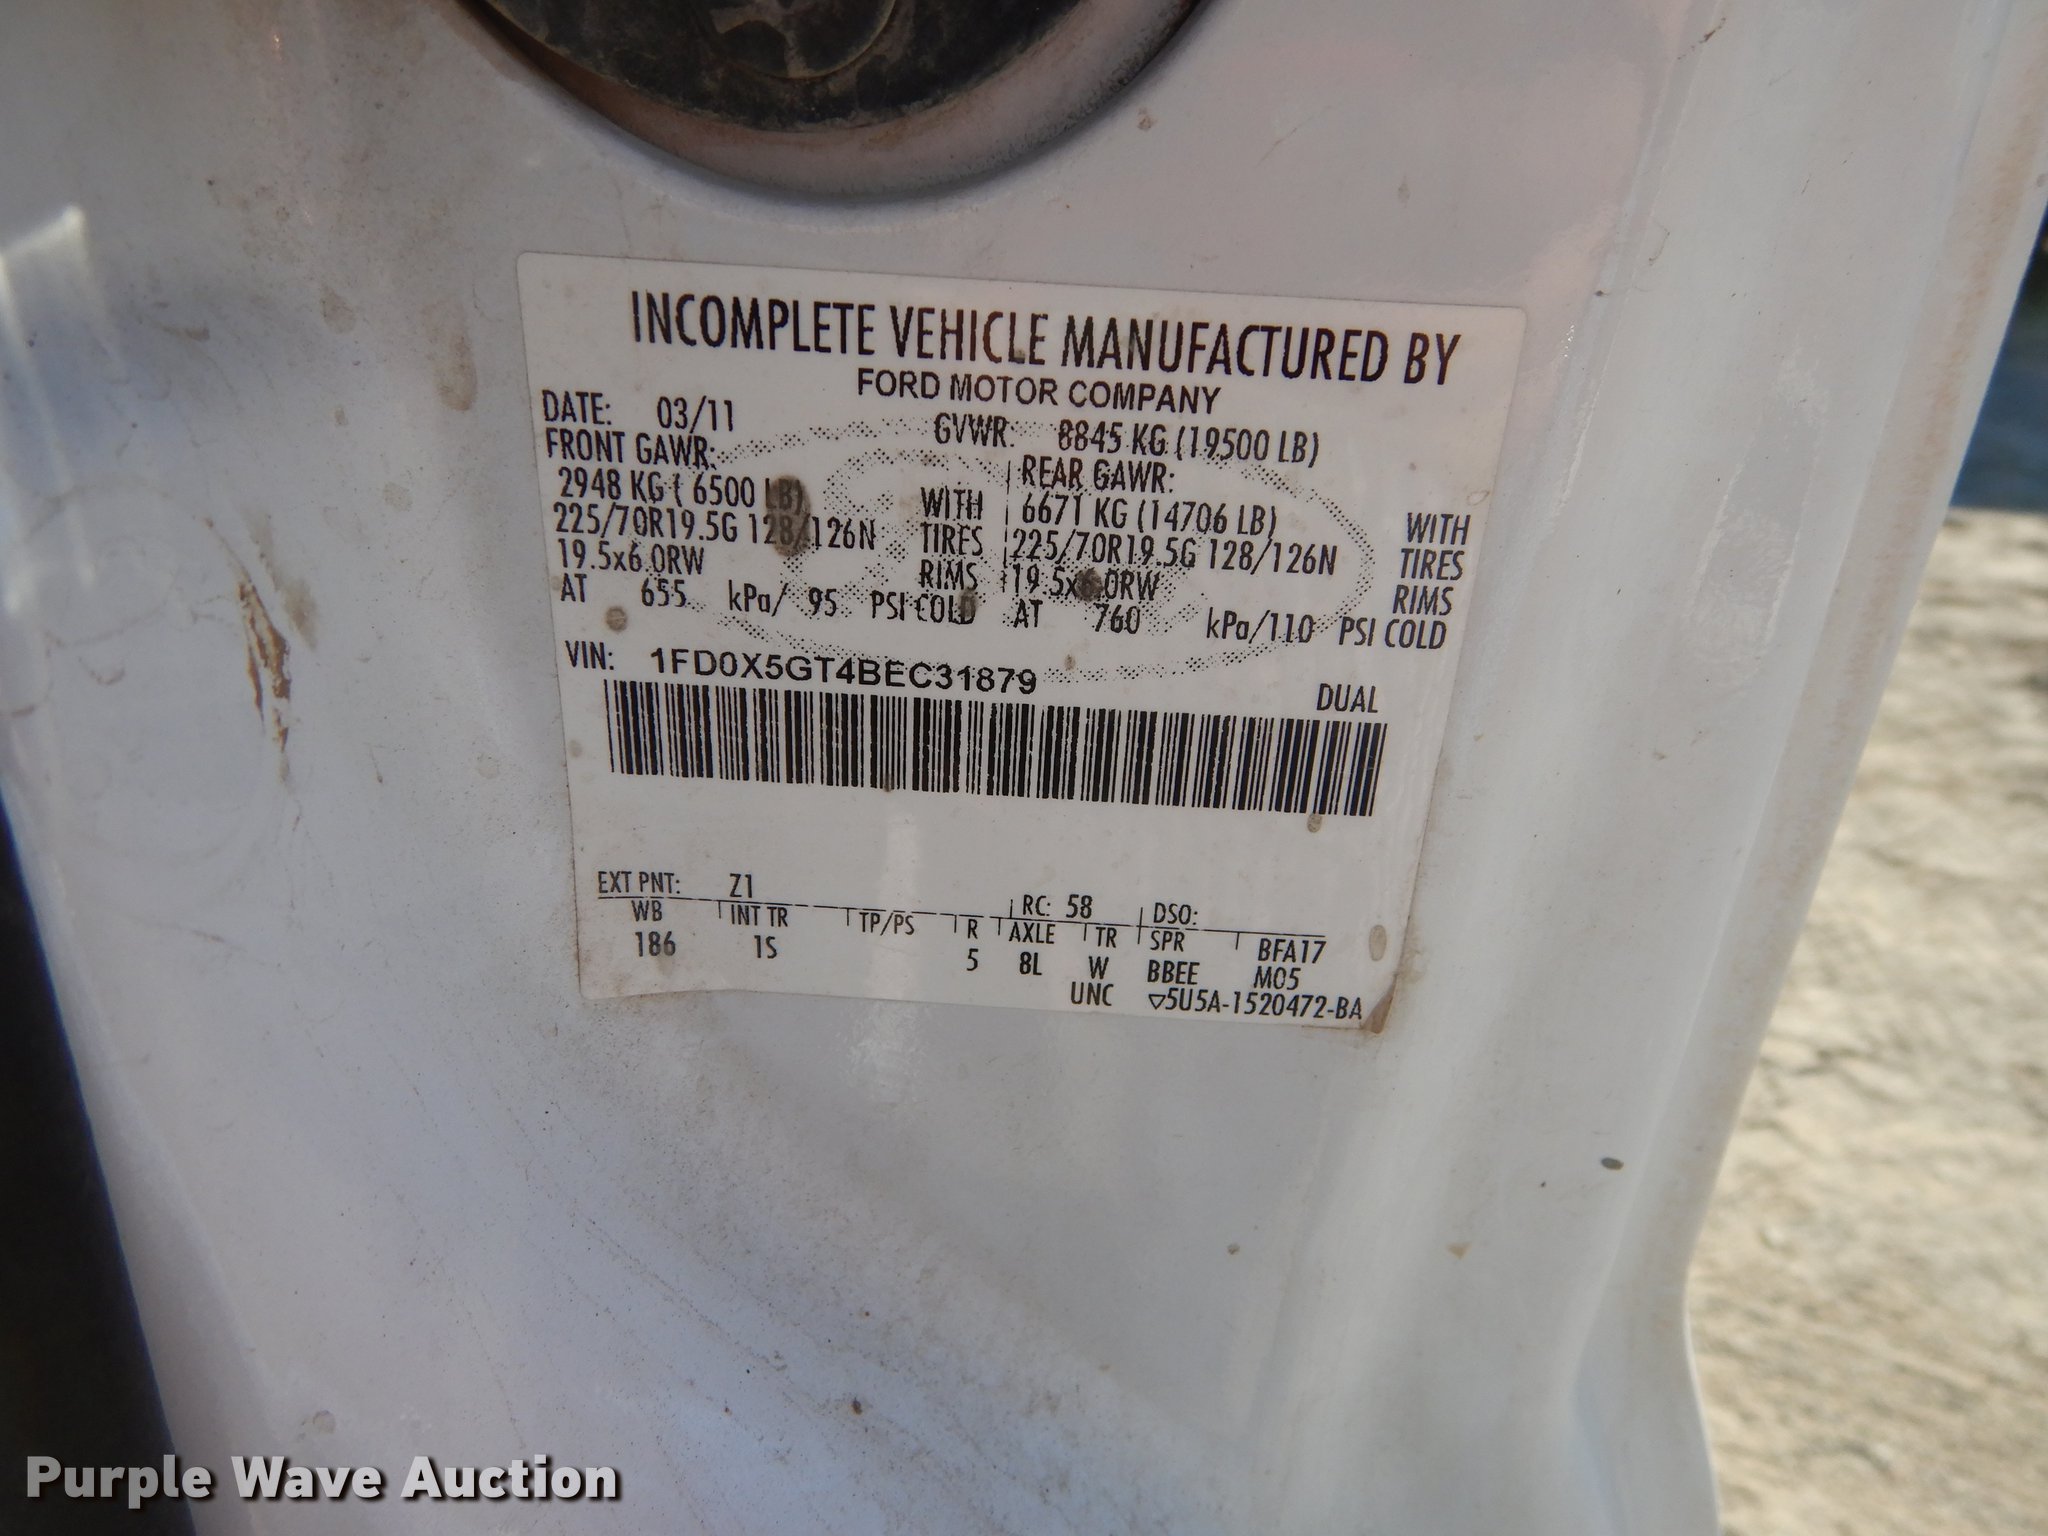 INCOMPLETE VEHICLE MANUFACTURED BY
FORD MOTOR COMPANY
DATE: 03/11 GVWR: 8845 KG (19500 LB)
FRONT GAWR: REAR GAWR:
2948 KG ( 6500 LB) WITH 6671 KG (14706 LB) WITH
225/70R19.5G 128/126N TIRES 225/70R19.5G 128/126N TIRES
19.5x6.0RW RIMS 19.5x6.0RW RIMS
AT 655 kPa/ 95 PSI COLD AT 760 kPa/110 PSI COLD
VIN: 1FD0X5GT4BEC31879
DUAL
EXT PNT: Z1 RC: 58 DSO:
WB INT TR TP/PS R AXLE TR SPR BFA17
186 1S 5 8L W BBEE M05
UNC ▽5U5A-1520472-BA
Purple Wave Auction